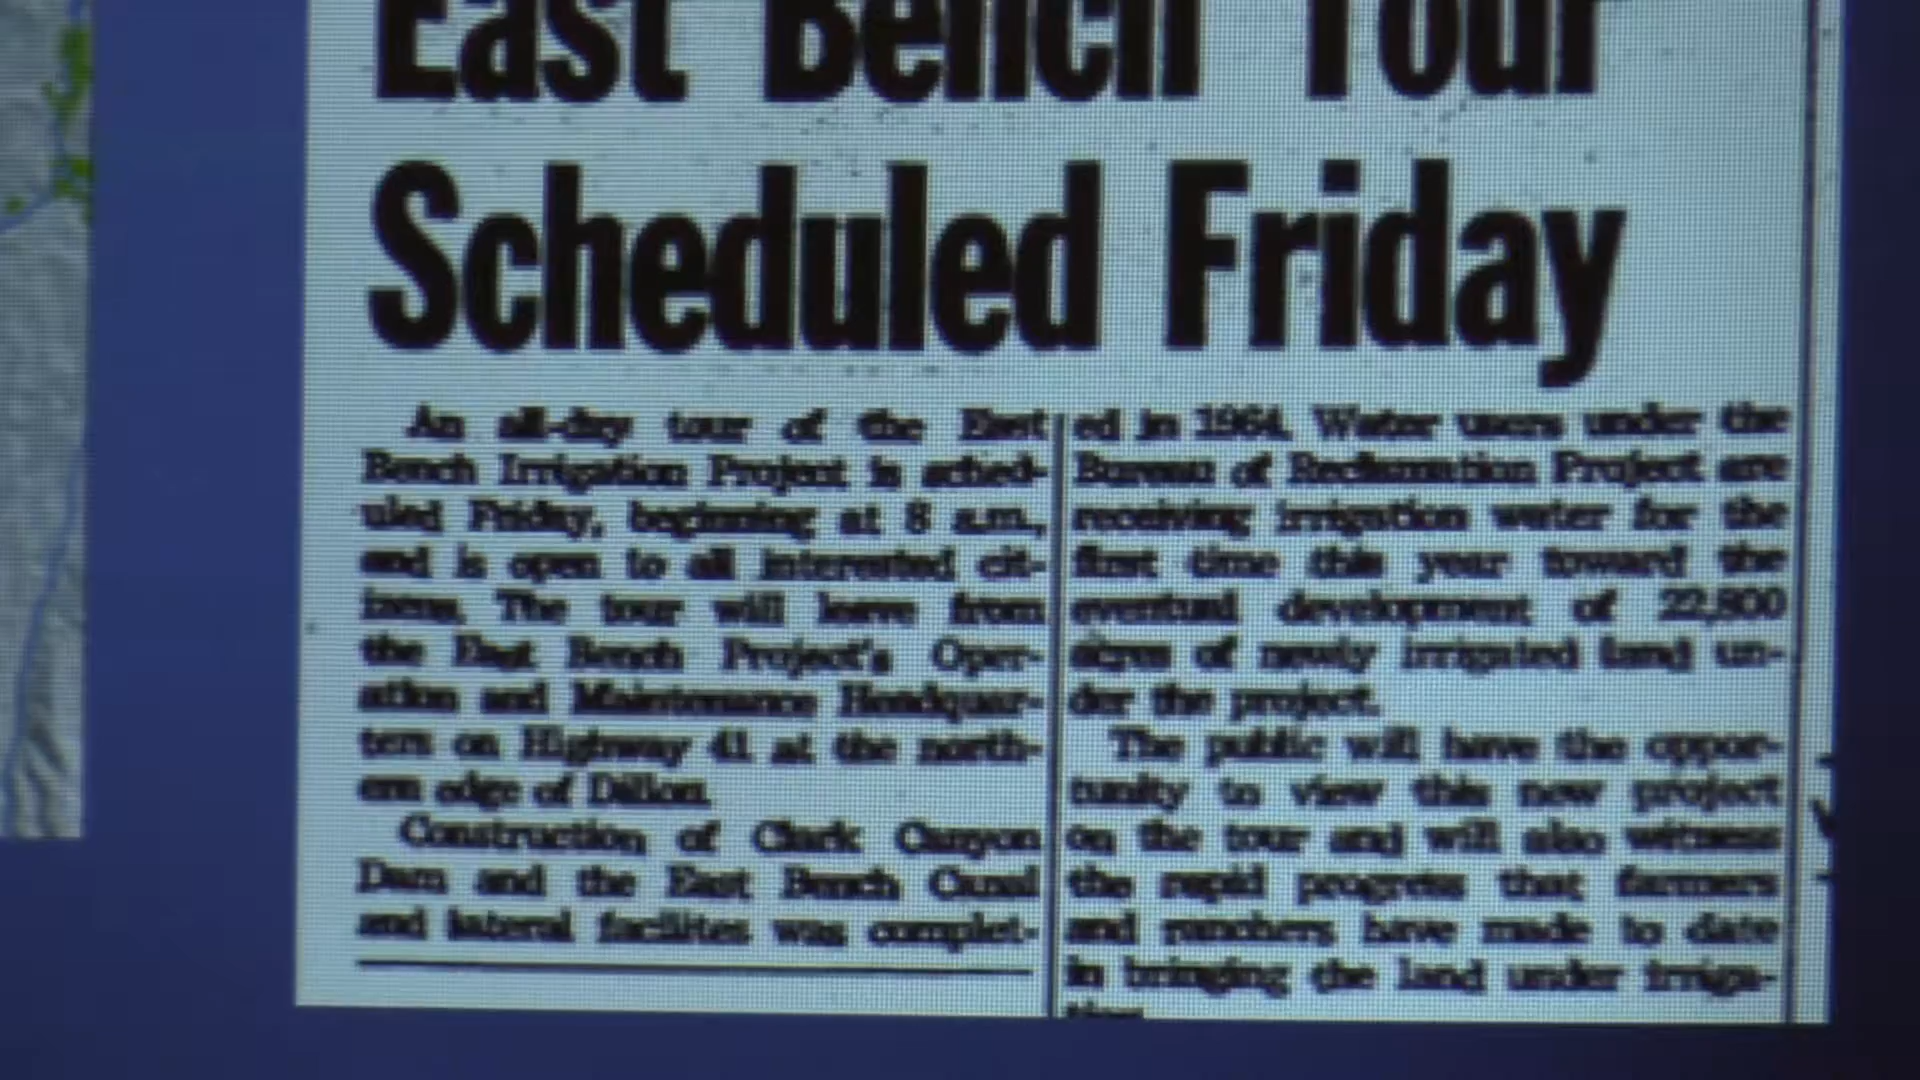 East Bench Tour
Scheduled Friday
An all-day tour of the East
Bench Irrigation Project is sched-
uled Friday, beginning at 8 a.m.,
and is open to all interested cit-
izens. The tour will leave from
the East Bench Project's Oper-
ation and Maintenance Headquar-
ters on Highway 41 at the north-
ern edge of Dillon.
Construction of Clark Canyon
Dam and the East Bench Canal
and lateral facilites was complet-
ed in 1964. Water users under the
Bureau of Reclamation Project are
receiving irrigation water for the
first time this year toward the
eventual development of 22,800
acres of newly irrigated land un-
der the project.
The public will have the oppor-
tunity to view this new project
on the tour and will also witness
the rapid progress that farmers
and ranchers have made to date
in bringing the land under irriga-
tion.